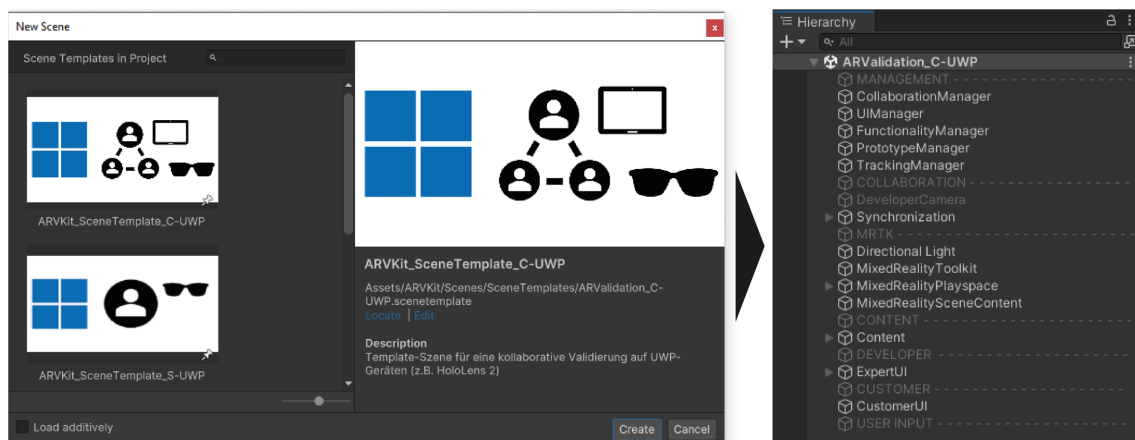 New Scene
x
Scene Templates in Project
ARVKit_SceneTemplate_C-UWP
ARVKit_SceneTemplate_S-UWP
ARVKit_SceneTemplate_C-UWP
Assets/ARVKit/Scenes/SceneTemplates/ARValidation_C-
UWP.scenetemplate
Locate | Edit
Description
Template-Szene für eine kollaborative Validierung auf UWP-
Geräten (z.B. HoloLens 2)
Load additively
Create
Cancel
Hierarchy
All
ARValidation_C-UWP
MANAGEMENT - - - - - - - - - - - - - - - - - -
CollaborationManager
UIManager
FunctionalityManager
PrototypeManager
TrackingManager
COLLABORATION - - - - - - - - - - - - - - - -
DeveloperCamera
Synchronization
MRTK - - - - - - - - - - - - - - - - - - - - - - - -
Directional Light
MixedRealityToolkit
MixedRealityPlayspace
MixedRealitySceneContent
CONTENT - - - - - - - - - - - - - - - - - - - - -
Content
DEVELOPER - - - - - - - - - - - - - - - - - - - -
ExpertUI
CUSTOMER - - - - - - - - - - - - - - - - - - - -
CustomerUI
USER INPUT - - - - - - - - - - - - - - - - - - -